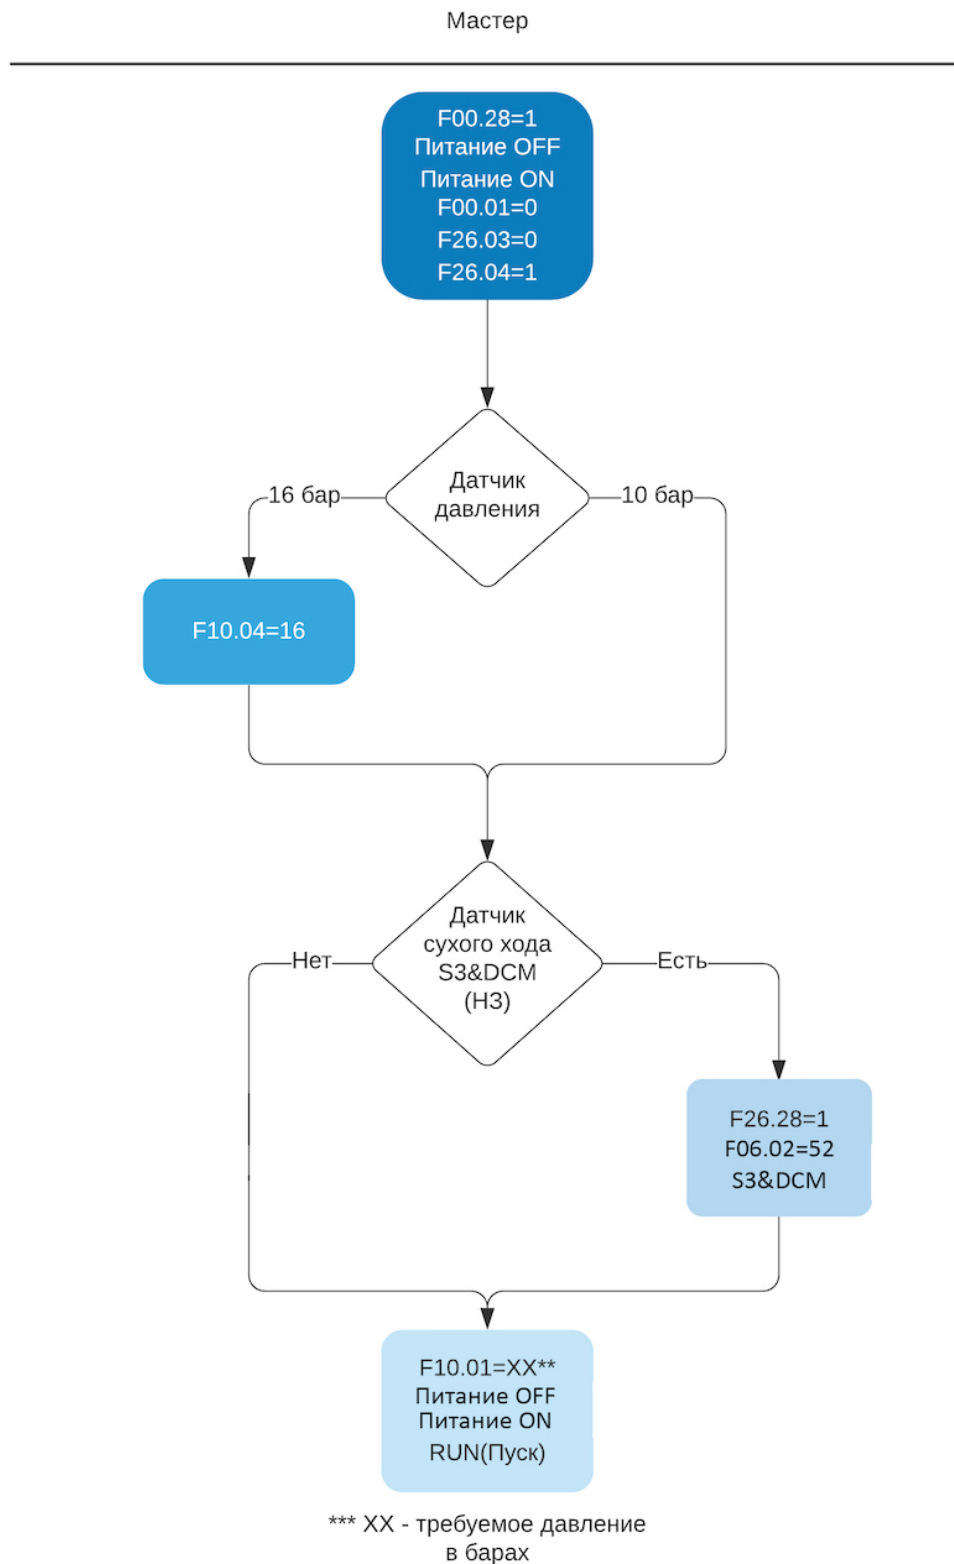 Мастер
F00.28=1
Питание OFF
Питание ON
F00.01=0
F26.03=0
F26.04=1
Датчик
давления
16 бар
10 бар
F10.04=16
Датчик
сухого хода
S3&DCM
(НЗ)
Нет
Есть
F26.28=1
F06.02=52
S3&DCM
F10.01=XX**
Питание OFF
Питание ON
RUN(Пуск)
*** XX - требуемое давление
в барах